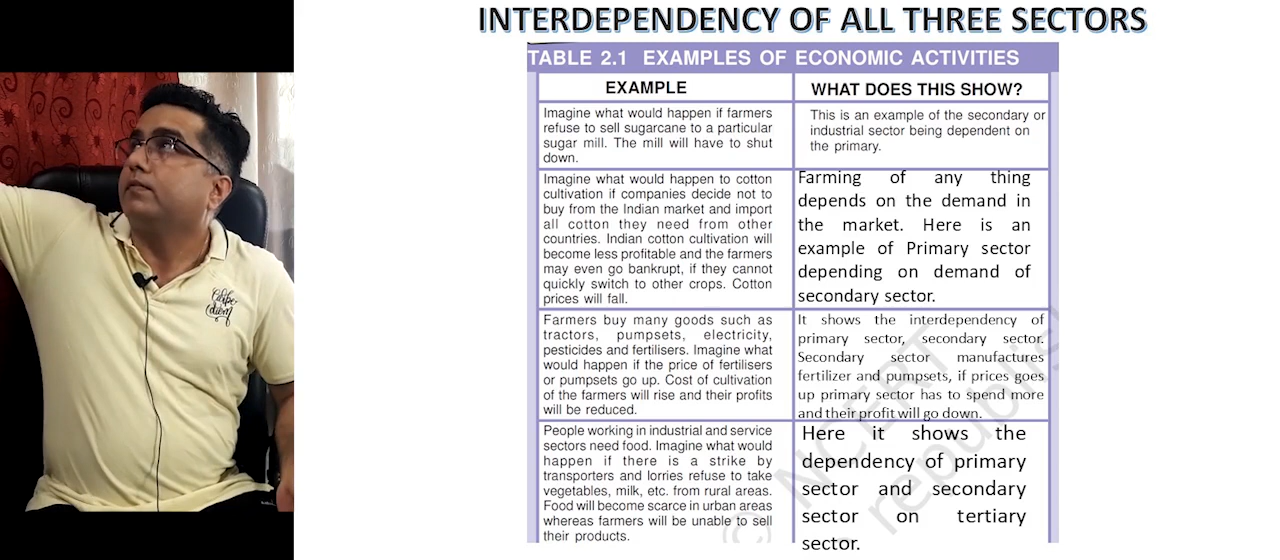 INTERDEPENDENCY OF ALL THREE SECTORS
TABLE 2.1 EXAMPLES OF ECONOMIC ACTIVITIES
EXAMPLE
WHAT DOES THIS SHOW?
Imagine what would happen if farmers
refuse to sell sugarcane to a particular
sugar mill. The mill will have to shut
down.
This is an example of the secondary or
industrial sector being dependent on
the primary.
Imagine what would happen to cotton
cultivation if companies decide not to
buy from the Indian market and import
all cotton they need from other
countries. Indian cotton cultivation will
become less profitable and the farmers
may even go bankrupt, if they cannot
quickly switch to other crops. Cotton
prices will fall.
Farming of any thing
depends on the demand in
the market. Here is an
example of Primary sector
depending on demand of
secondary sector.
Farmers buy many goods such as
tractors, pumpsets, electricity,
pesticides and fertilisers. Imagine what
would happen if the price of fertilisers
or pumpsets go up. Cost of cultivation
of the farmers will rise and their profits
will be reduced.
It shows the interdependency of
primary sector, secondary sector.
Secondary sector manufactures
fertilizer and pumpsets, if prices goes
up primary sector has to spend more
and their profit will go down.
People working in industrial and service
sectors need food. Imagine what would
happen if there is a strike by
transporters and lorries refuse to take
vegetables, milk, etc. from rural areas.
Food will become scarce in urban areas
whereas farmers will be unable to sell
their products.
Here it shows the
dependency of primary
sector and secondary
sector on tertiary
sector.
© NCERT
republis